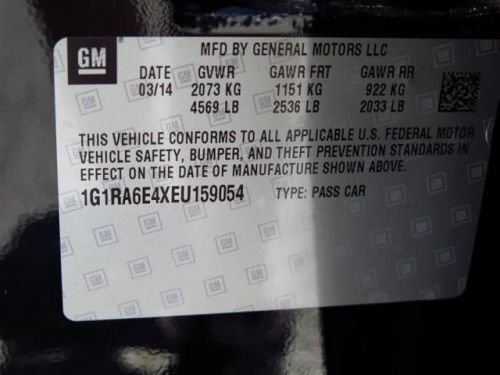 GM
MFD BY GENERAL MOTORS LLC
DATE GVWR GAWR FRT GAWR RR
03/14 2073 KG 1151 KG 922 KG
4569 LB 2536 LB 2033 LB
THIS VEHICLE CONFORMS TO ALL APPLICABLE U.S. FEDERAL MOTOR
VEHICLE SAFETY, BUMPER, AND THEFT PREVENTION STANDARDS IN
EFFECT ON THE DATE OF MANUFACTURE SHOWN ABOVE.
1G1RA6E4XEU159054 TYPE: PASS CAR